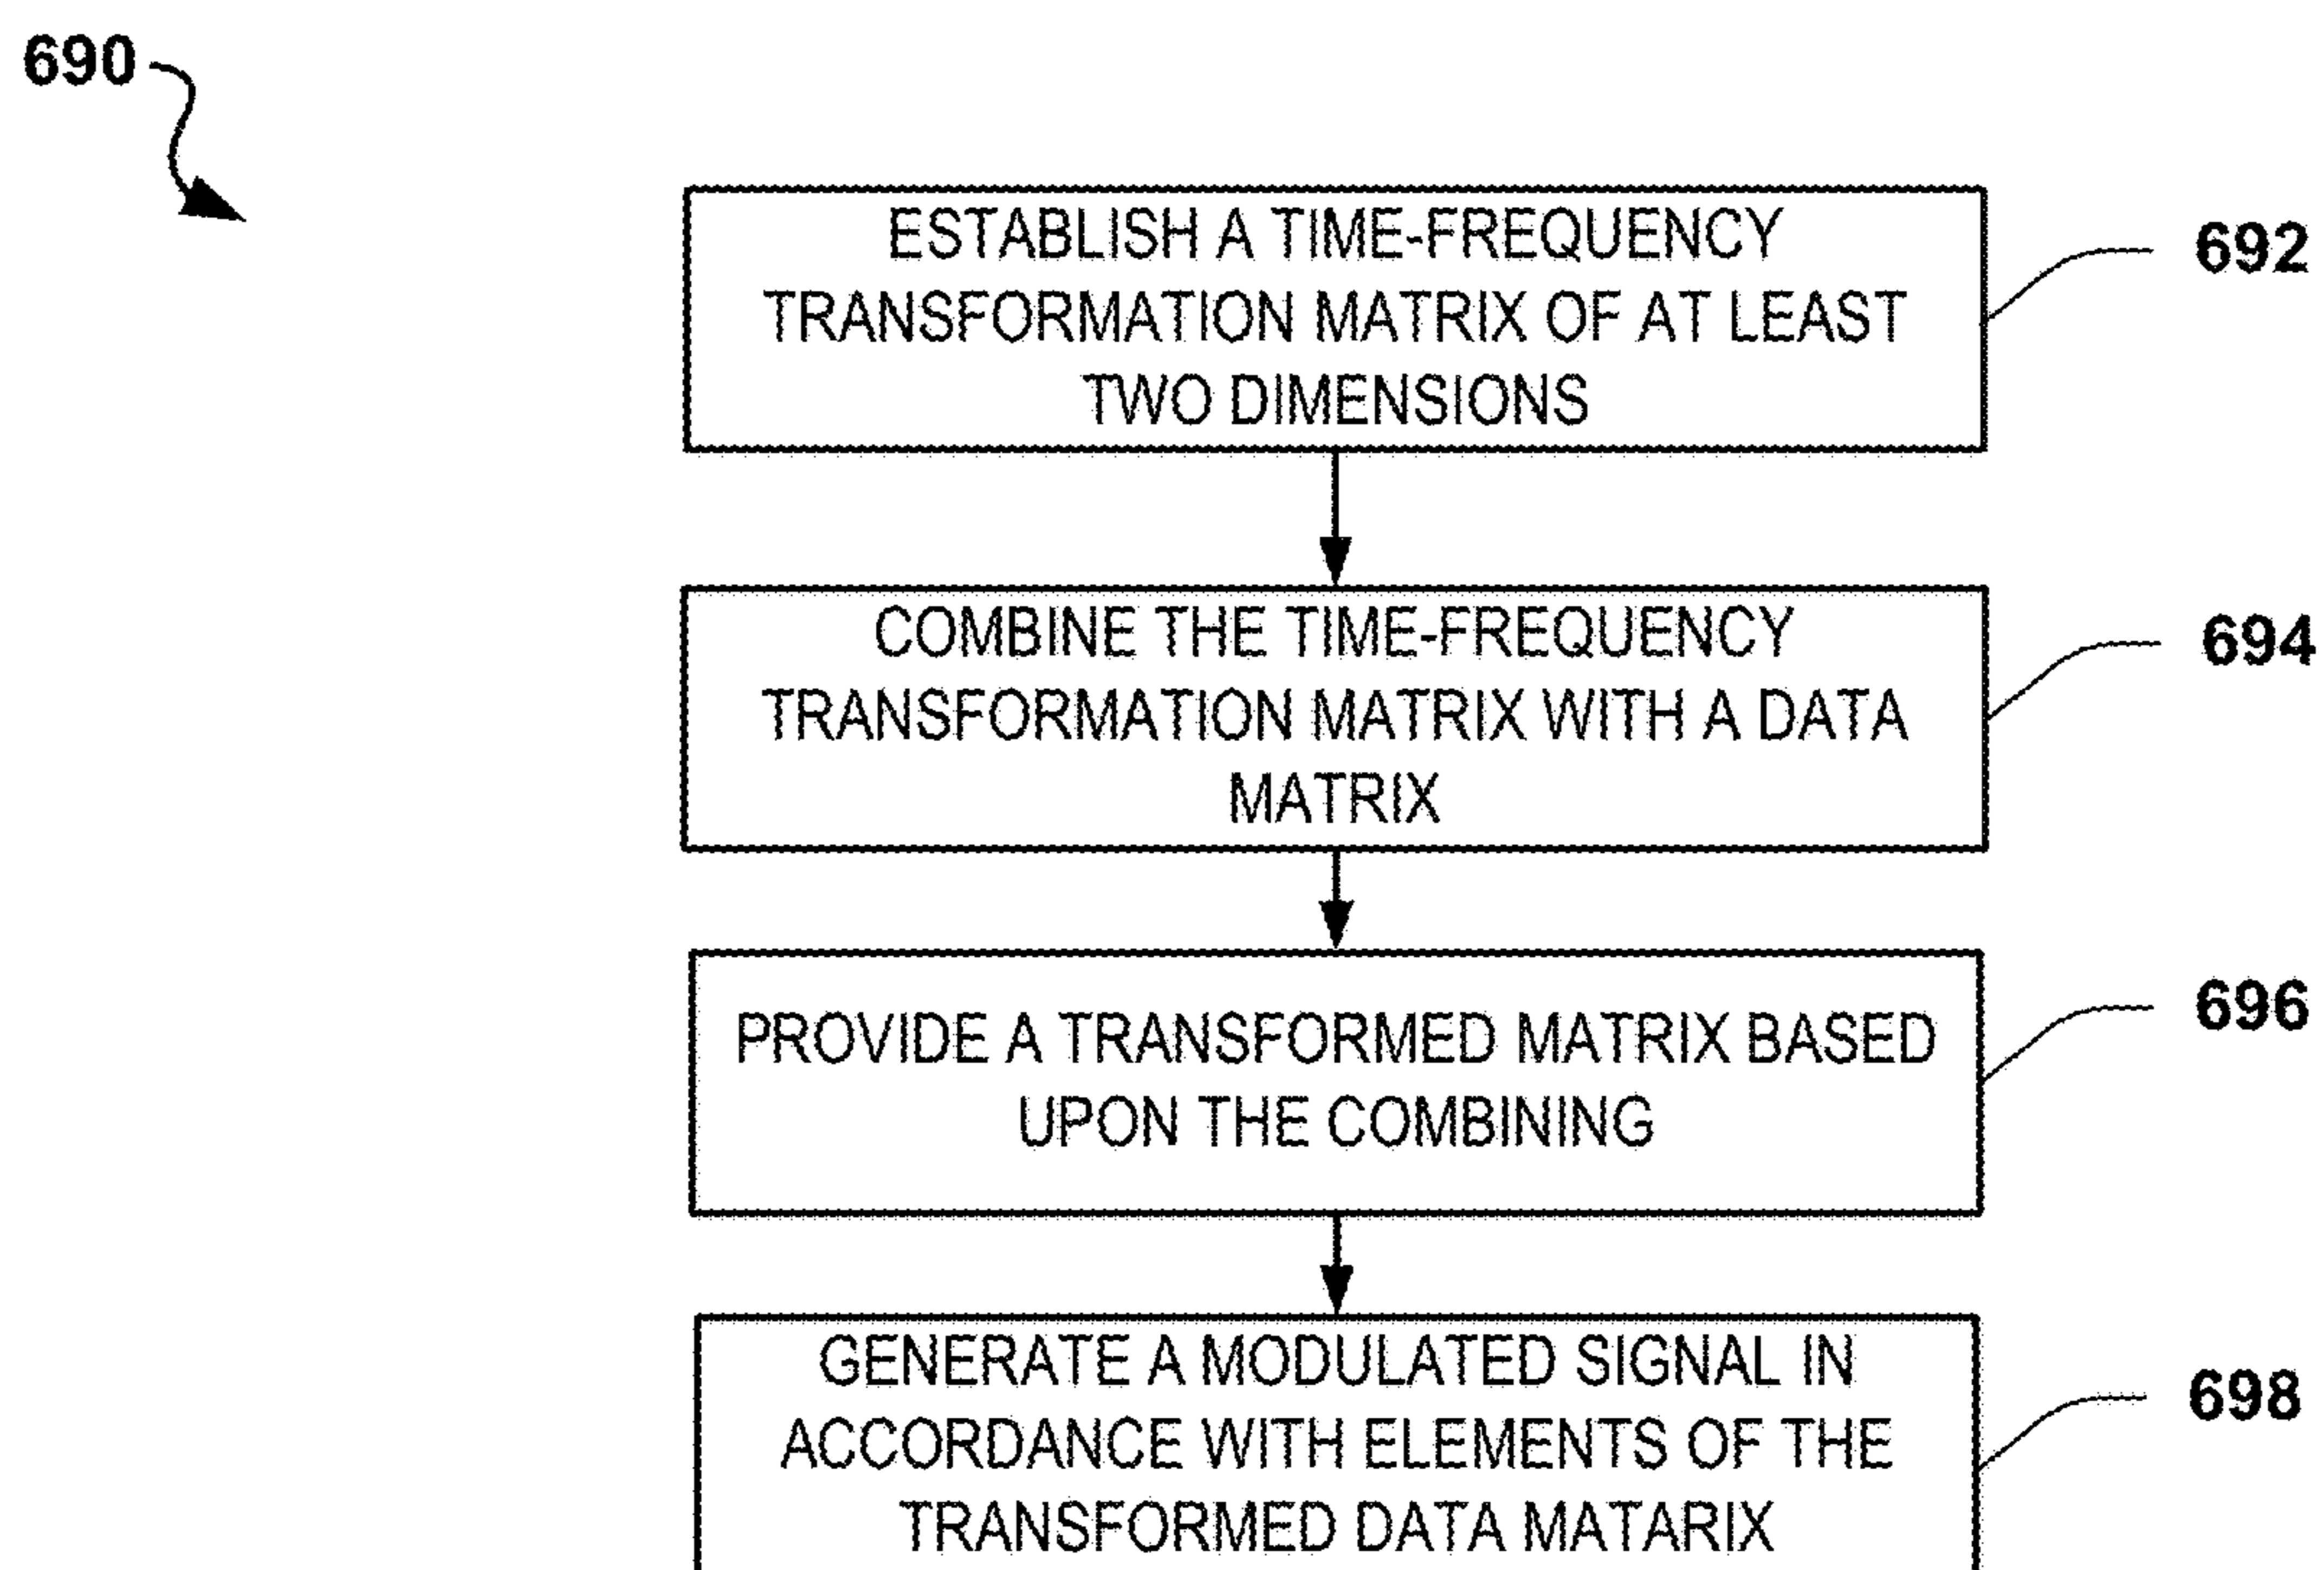 690
ESTABLISH A TIME-FREQUENCY
TRANSFORMATION MATRIX OF AT LEAST
TWO DIMENSIONS
692
COMBINE THE TIME-FREQUENCY
TRANSFORMATION MATRIX WITH A DATA
MATRIX
694
PROVIDE A TRANSFORMED MATRIX BASED
UPON THE COMBINING
696
GENERATE A MODULATED SIGNAL IN
ACCORDANCE WITH ELEMENTS OF THE
TRANSFORMED DATA MATARIX
698